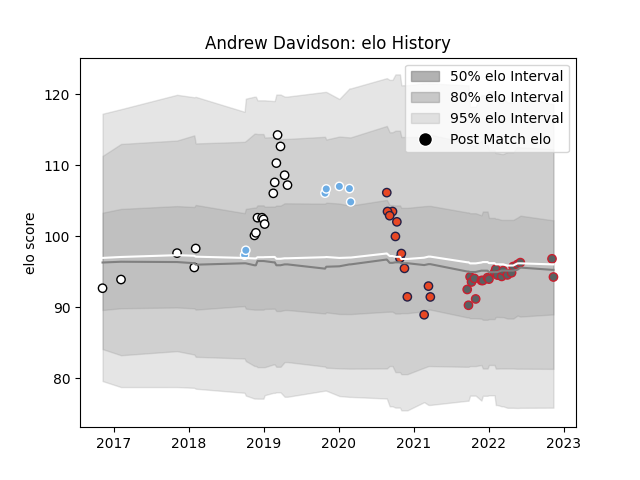 Andrew Davidson: elo History
50% elo Interval
80% elo Interval
95% elo Interval
Post Match elo
elo score
120
110
100
90
80
2017 2018 2019 2020 2021 2022 2023